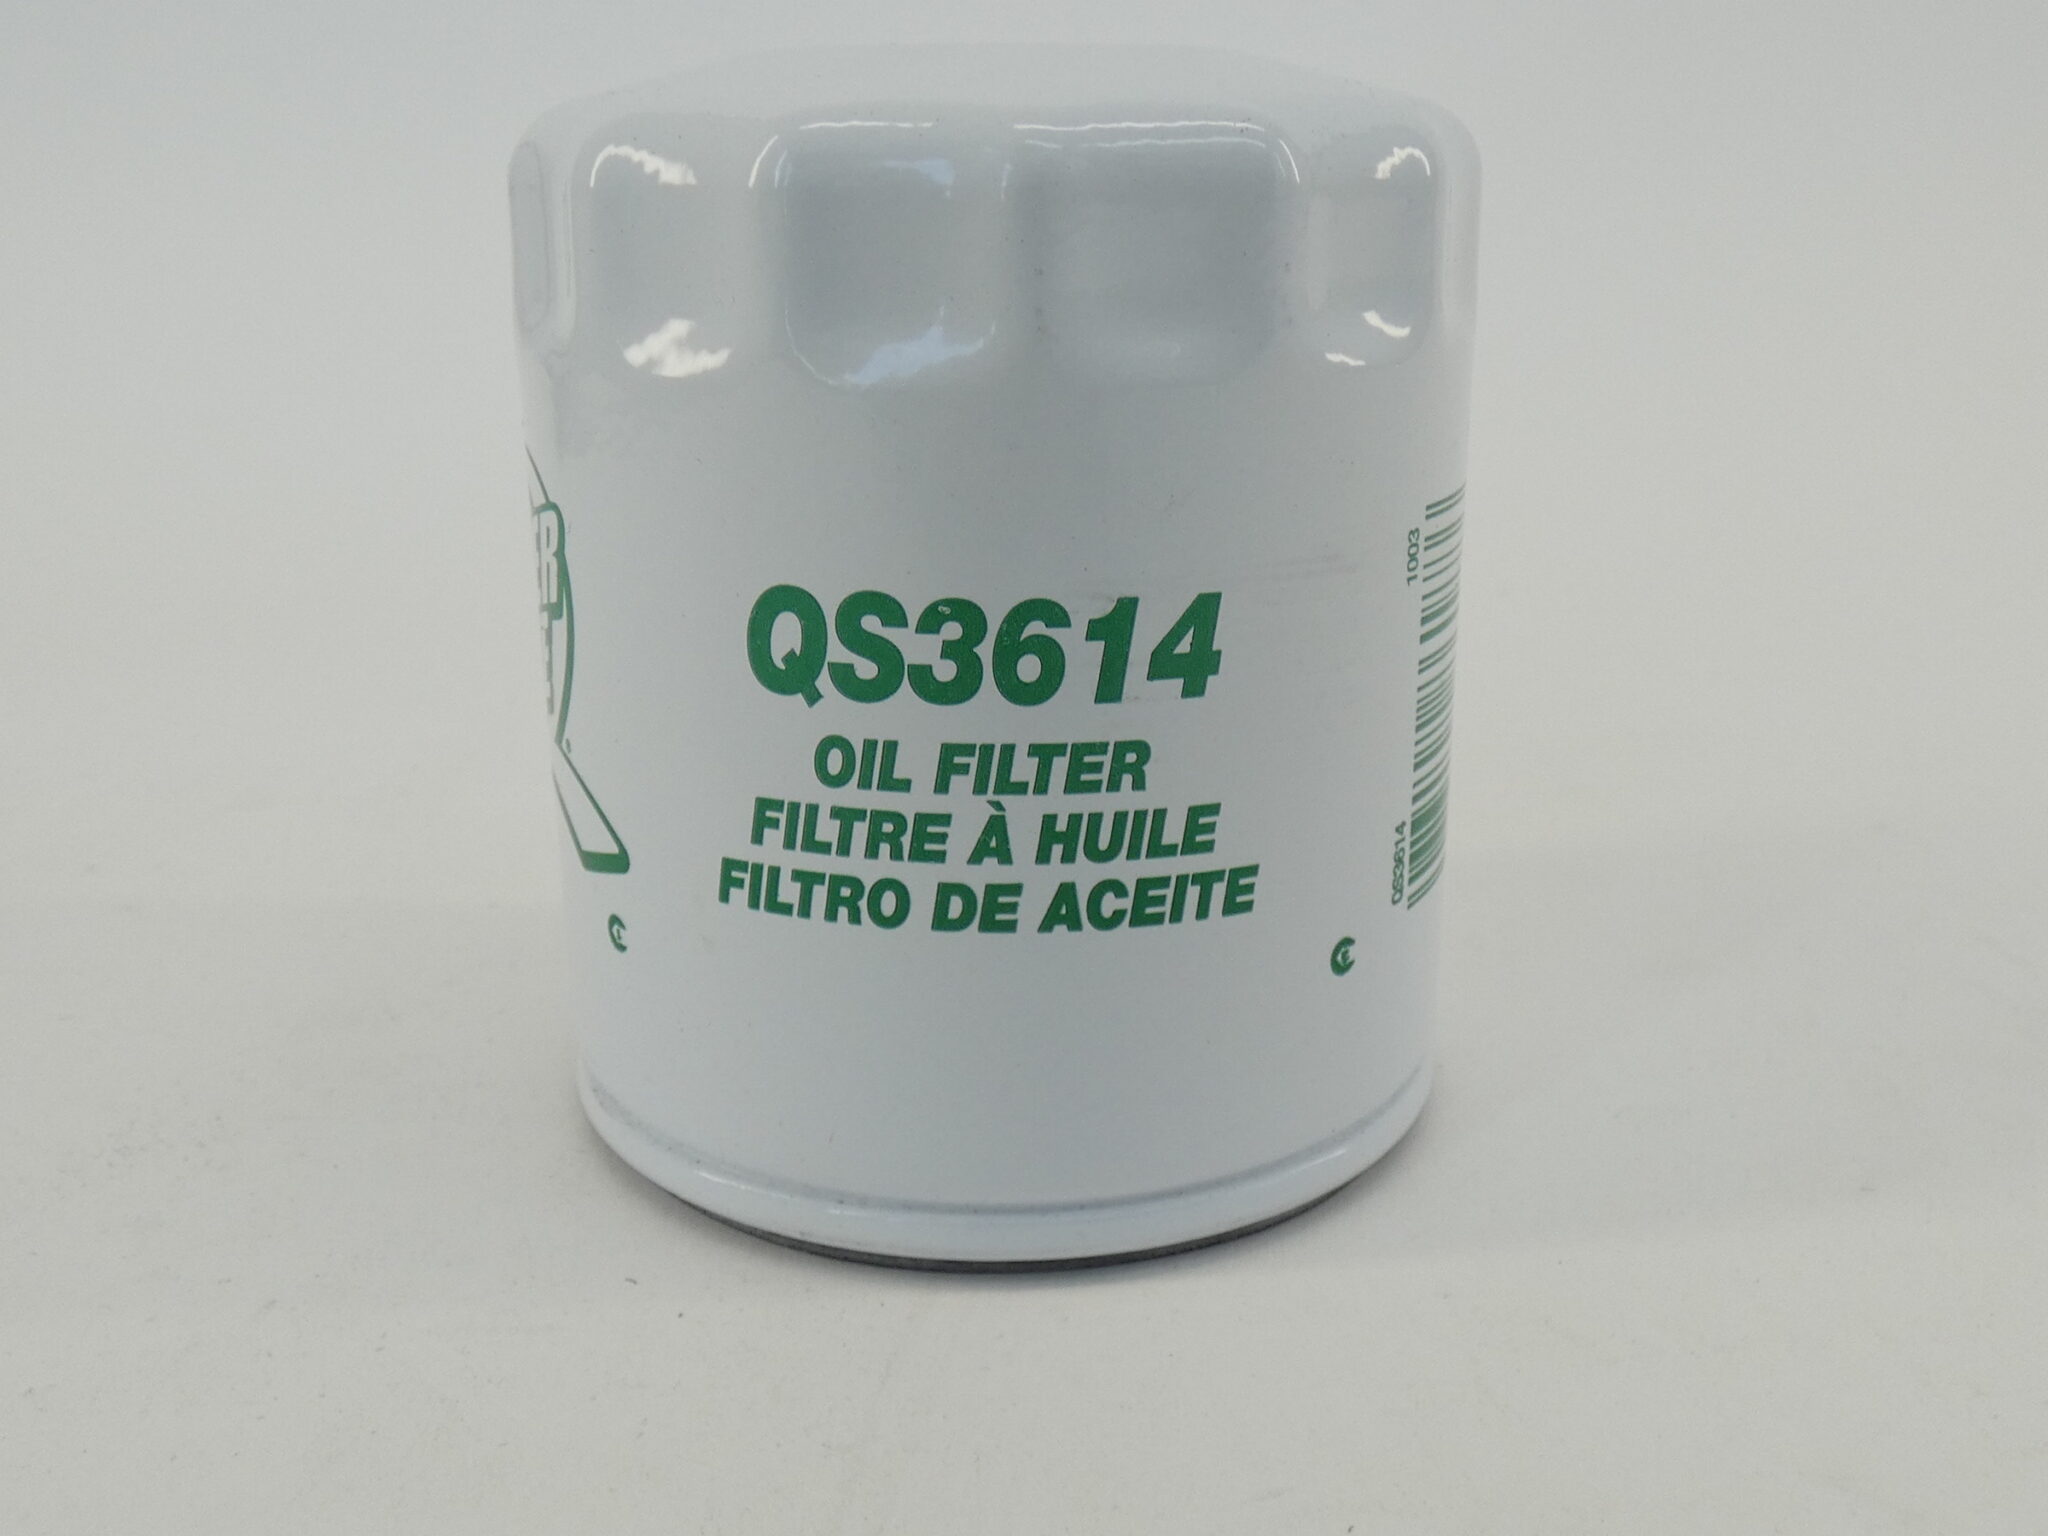 QS3614
OIL FILTER
FILTRE À HUILE
FILTRO DE ACEITE
1003
QS3614